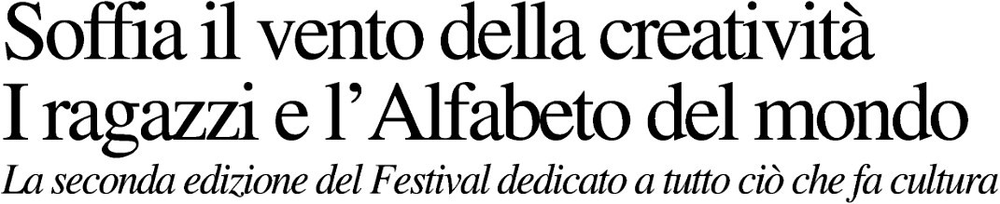 Soffia il vento della creatività
I ragazzi e l’Alfabeto del mondo
La seconda edizione del Festival dedicato a tutto ciò che fa cultura